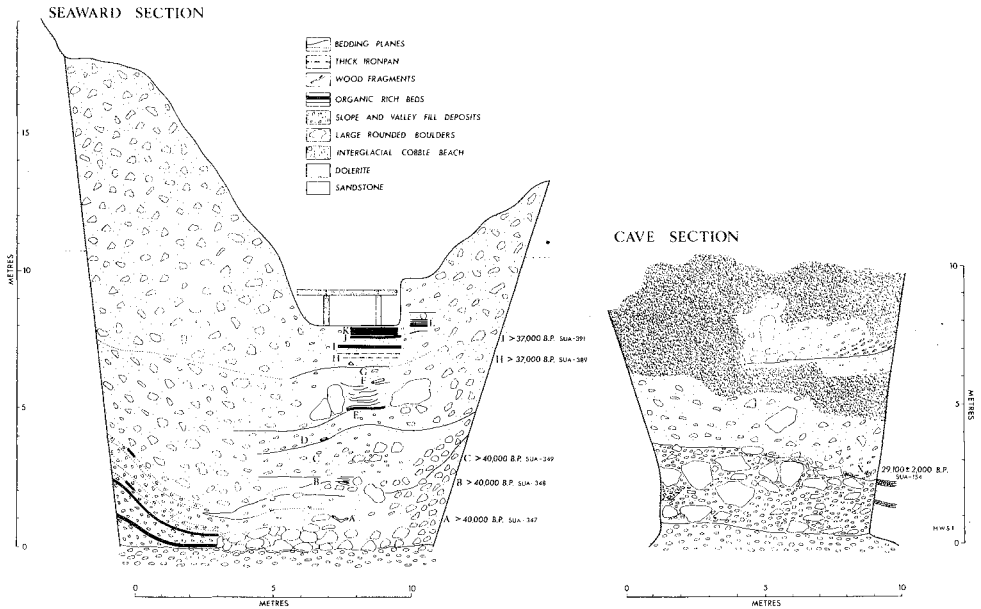 SEAWARD SECTION
BEDDING PLANES
THICK IRONPAN
WOOD FRAGMENTS
ORGANIC RICH BEDS
SLOPE AND VALLEY FILL DEPOSITS
LARGE ROUNDED BOULDERS
INTERGLACIAL COBBLE BEACH
DOLERITE
SANDSTONE
METRES
15
10
5
0
K
J
I
H
G
F
E
D
C
B
A
I > 37,000 B.P. SUA-391
H > 37,000 B.P. SUA-389
C > 40,000 B.P. SUA-349
B > 40,000 B.P. SUA-348
A > 40,000 B.P. SUA-347
0 5 10
METRES
CAVE SECTION
10
5
METRES
29,100 ± 2,000 B.P.
SUA-154
0
0 5 10
METRES